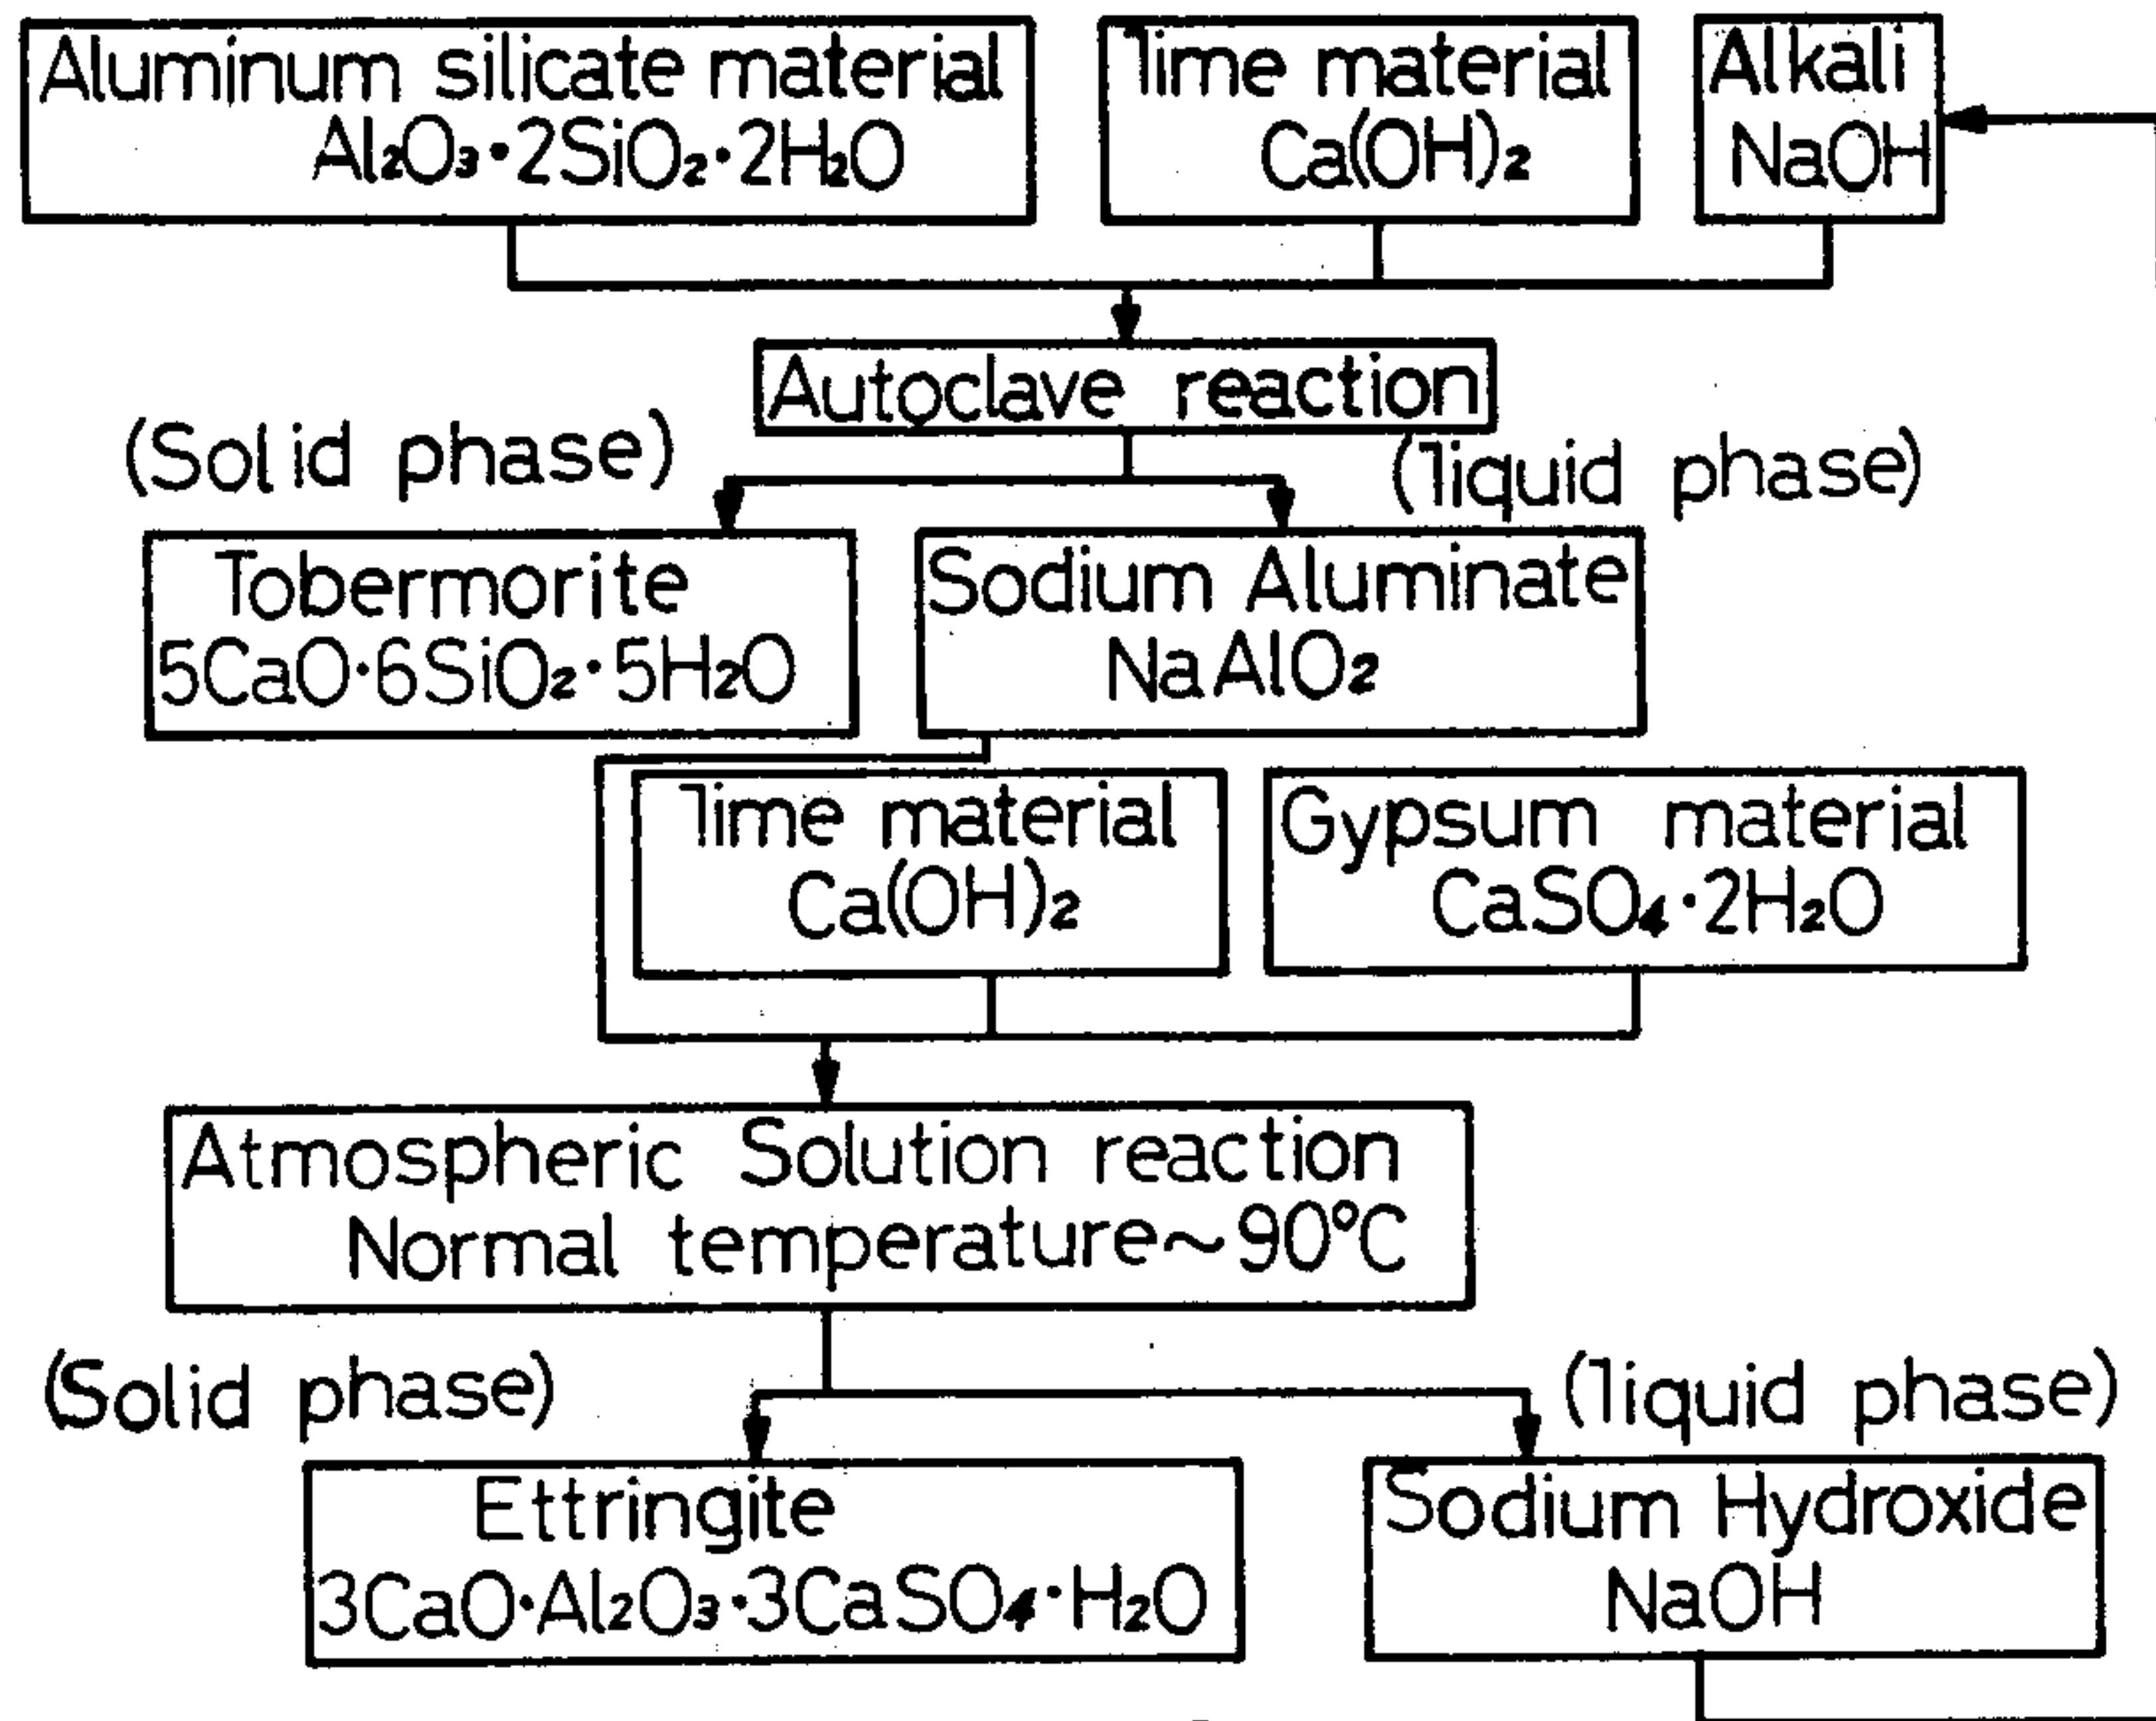 Aluminum silicate material
Al₂O₃·2SiO₂·2H₂O
lime material
Ca(OH)₂
Alkali
NaOH
Autoclave reaction
(Solid phase)
(liquid phase)
Tobermorite
5CaO·6SiO₂·5H₂O
Sodium Aluminate
NaAlO₂
lime material
Ca(OH)₂
Gypsum material
CaSO₄·2H₂O
Atmospheric Solution reaction
Normal temperature~90°C
(Solid phase)
(liquid phase)
Ettringite
3CaO·Al₂O₃·3CaSO₄·H₂O
Sodium Hydroxide
NaOH